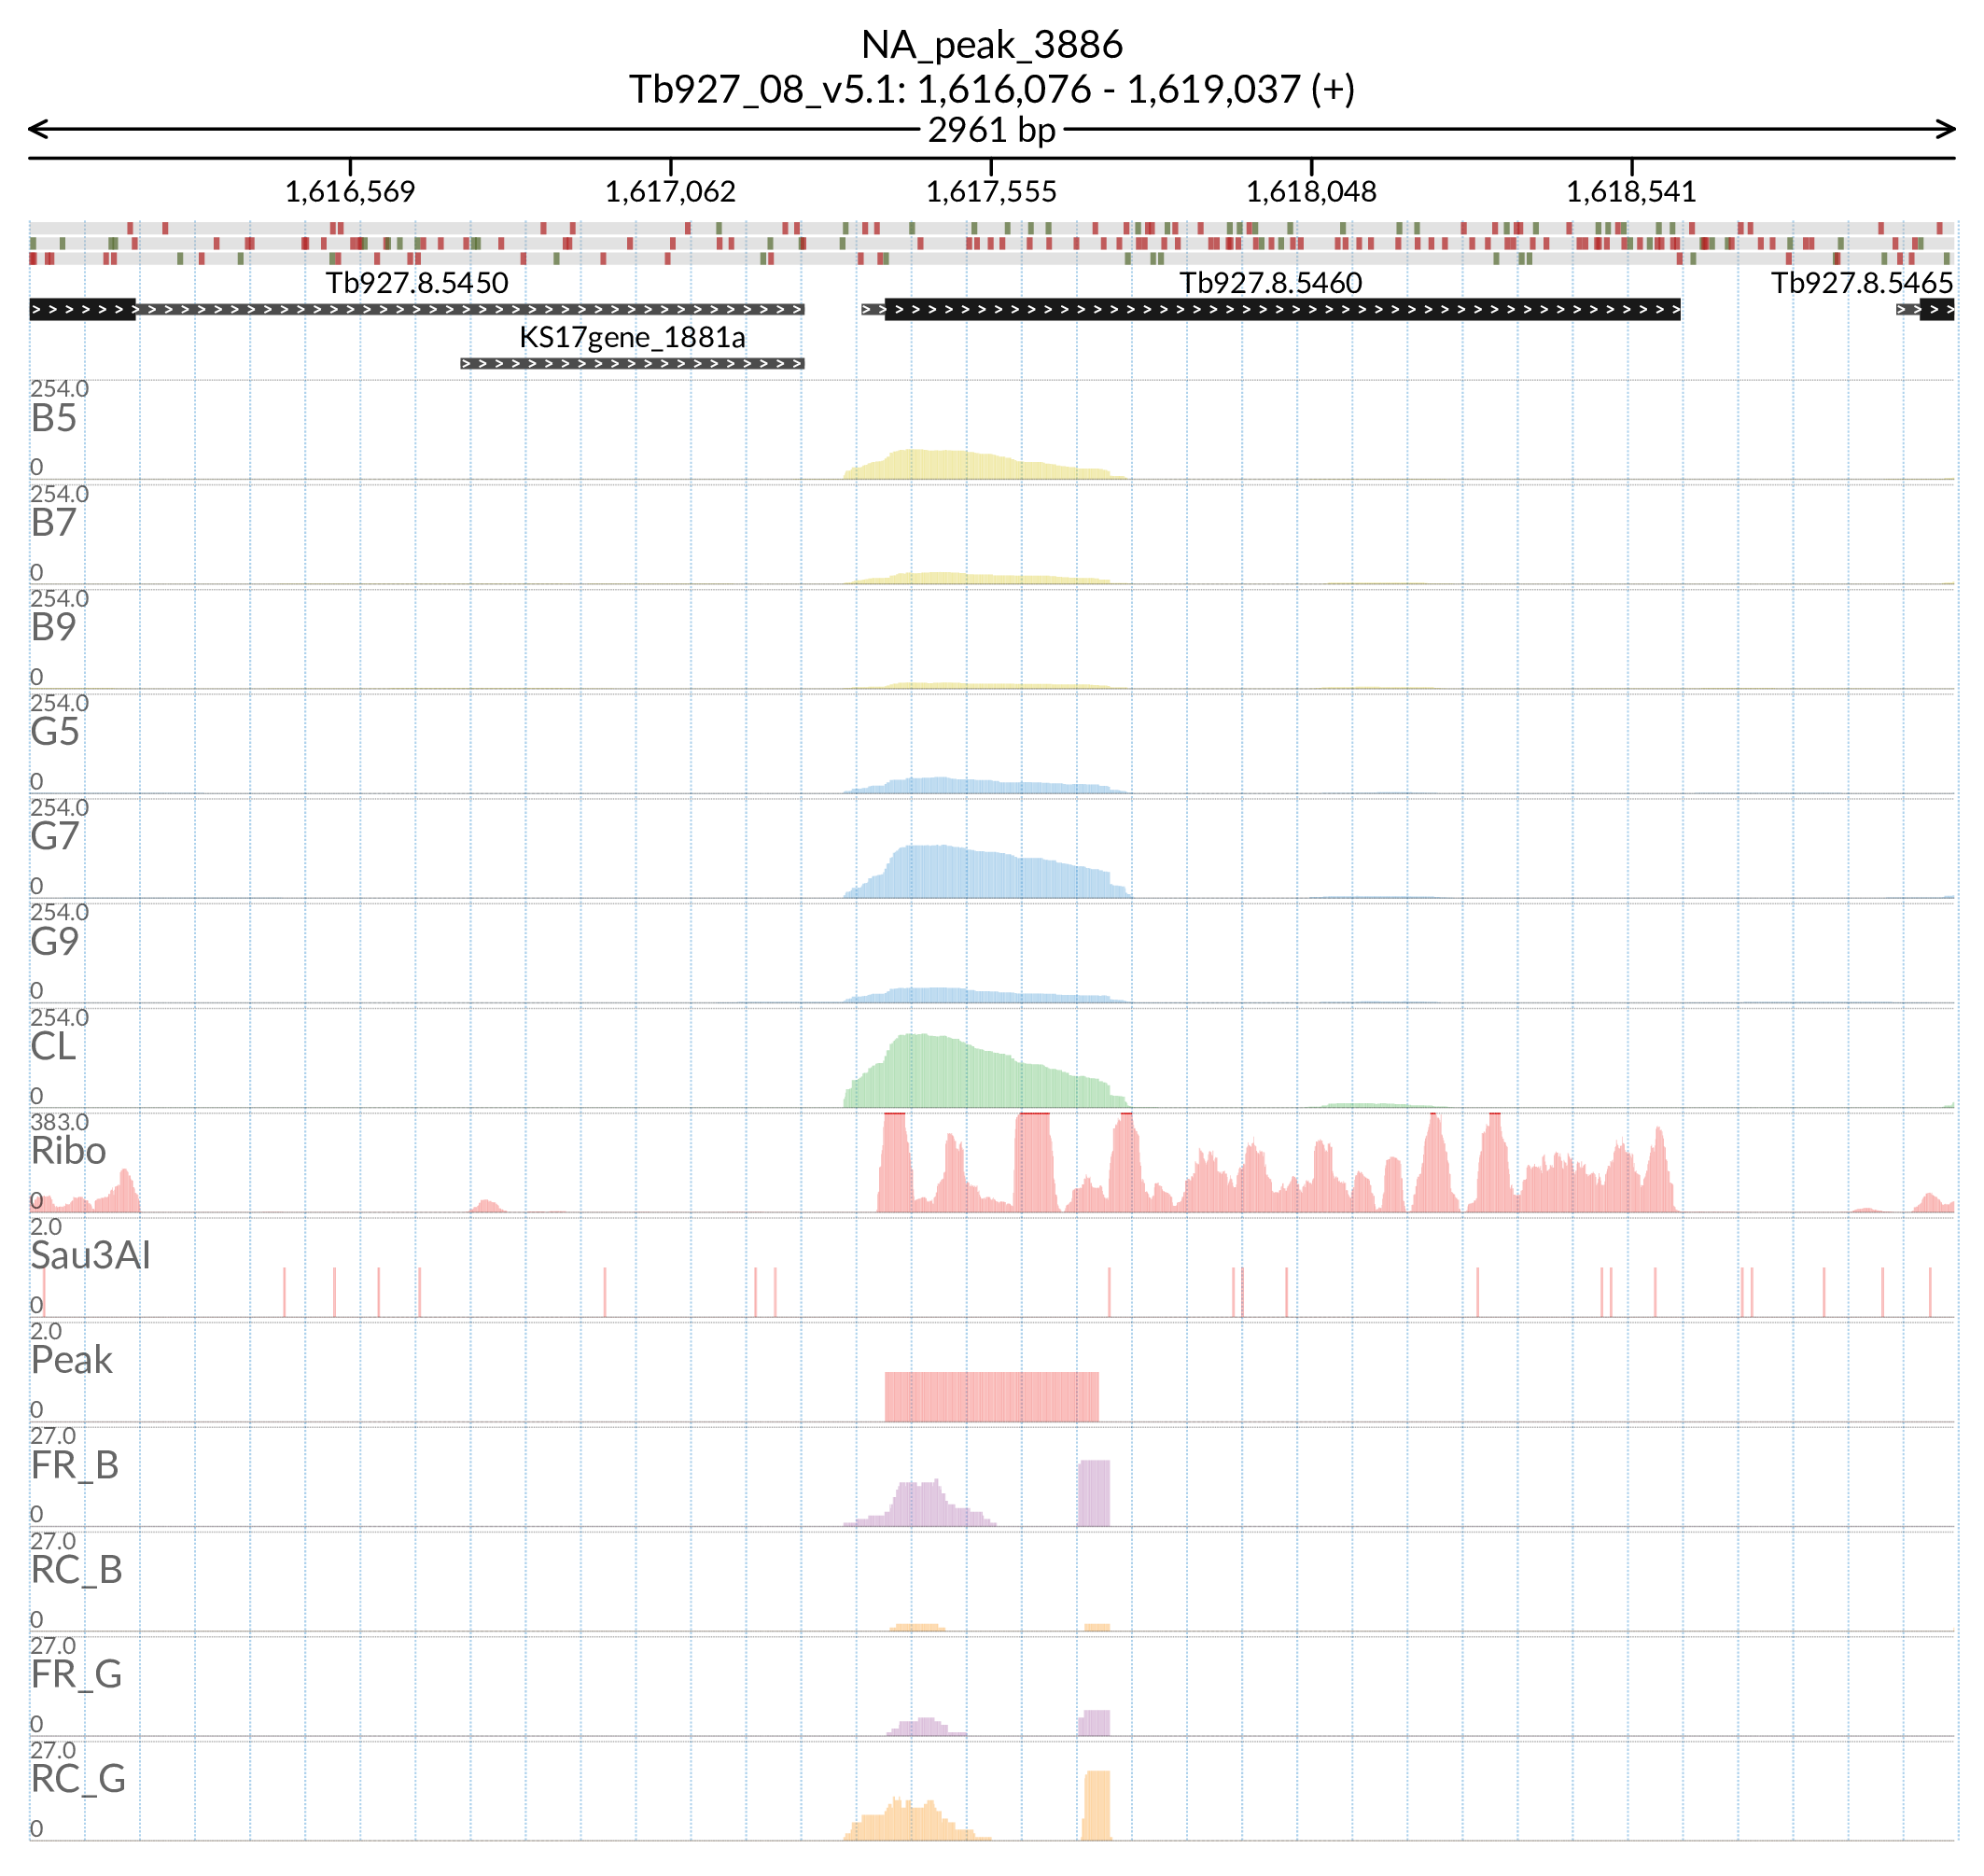 NA_peak_3886
Tb927_08_v5.1: 1,616,076 - 1,619,037 (+)
2961 bp
1,616,569 1,617,062 1,617,555 1,618,048 1,618,541
Tb927.8.5450 Tb927.8.5460 Tb927.8.5465
KS17gene_1881a
254.0
B5
0
254.0
B7
0
254.0
B9
0
254.0
G5
0
254.0
G7
0
254.0
G9
0
254.0
CL
0
383.0
Ribo
0
2.0
Sau3AI
0
2.0
Peak
0
27.0
FR_B
0
27.0
RC_B
0
27.0
FR_G
0
27.0
RC_G
0